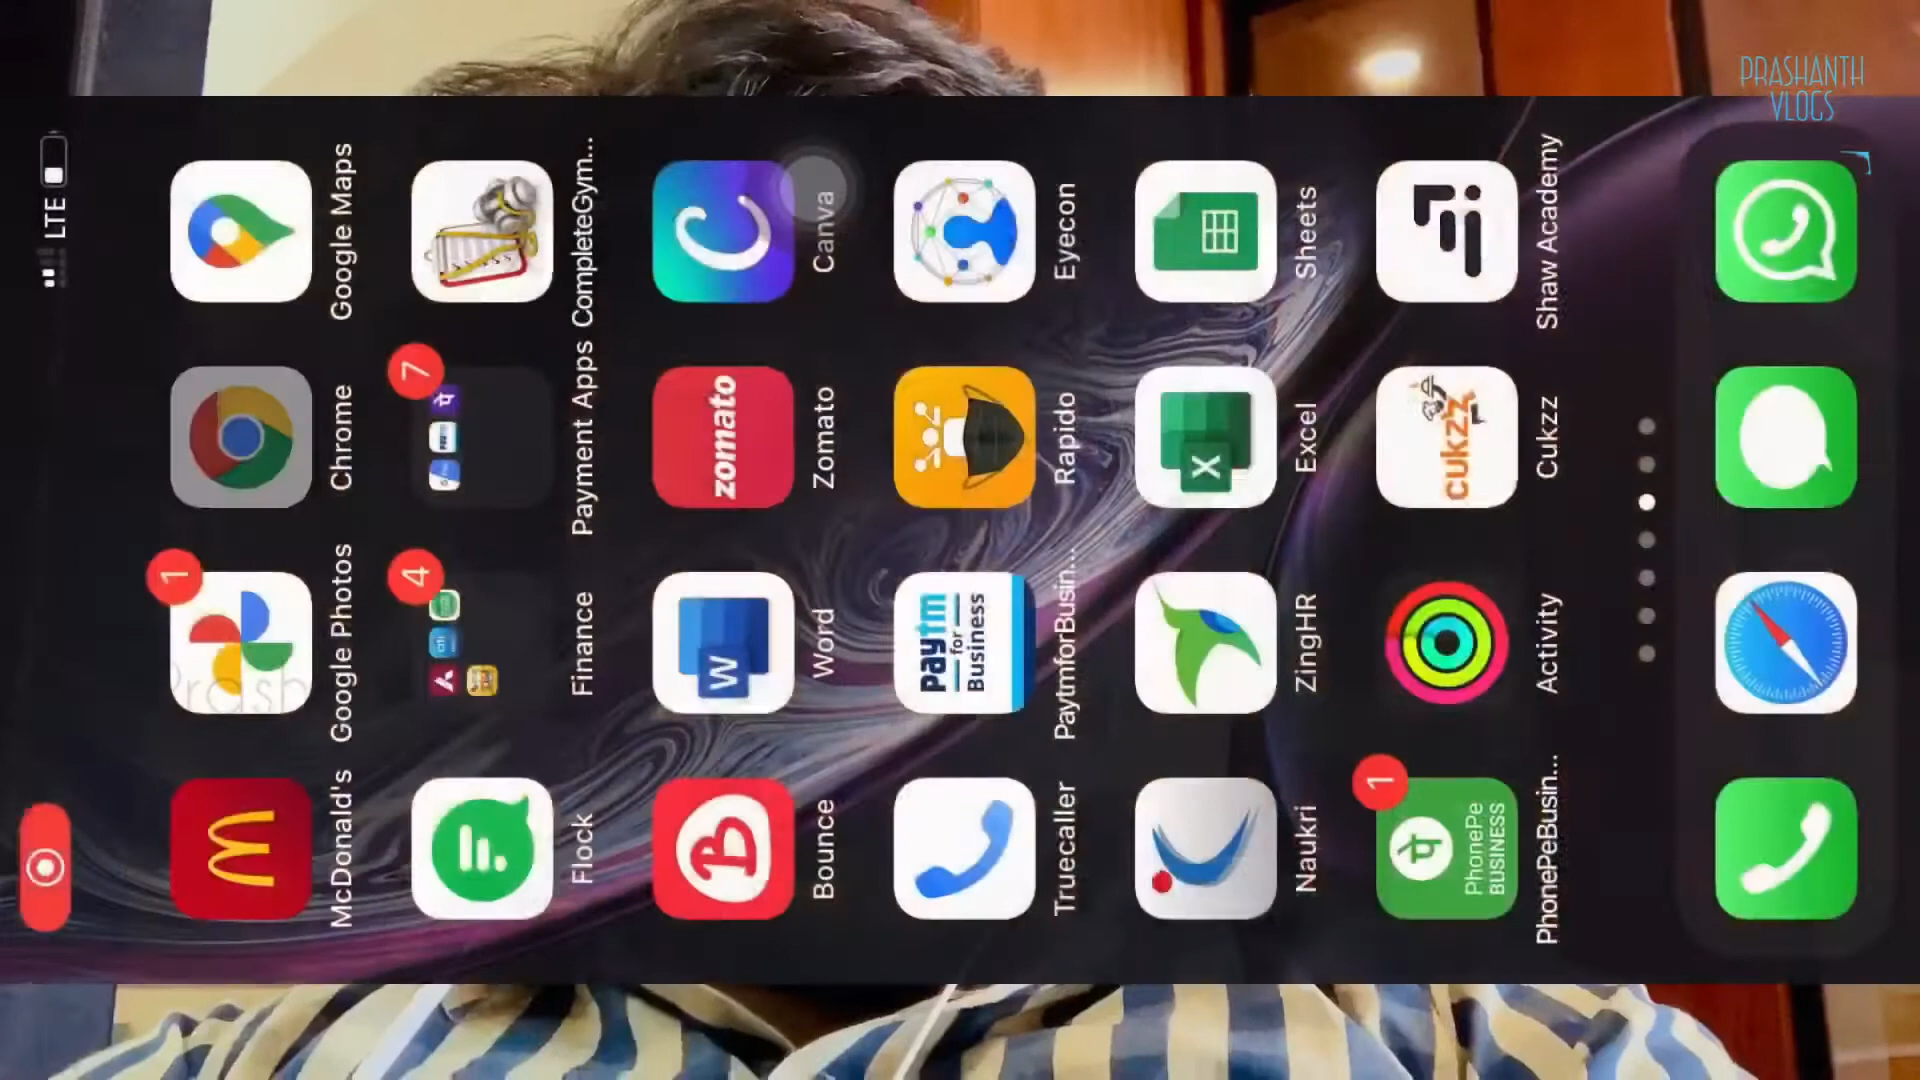 PRASHANTH
VLOGS
LTE
McDonald's
1
Google Photos
Chrome
Google Maps
Flock
4
Finance
7
Payment Apps
CompleteGym...
Bounce
W
Word
zomato
Zomato
C
Canva
Truecaller
Paytm
for
Business
PaytmforBusin...
Rapido
Eyecon
Naukri
ZingHR
X
Excel
Sheets
1
पे
PhonePe
BUSINESS
PhonePeBusin...
Activity
cukzz
Cukzz
Shaw Academy